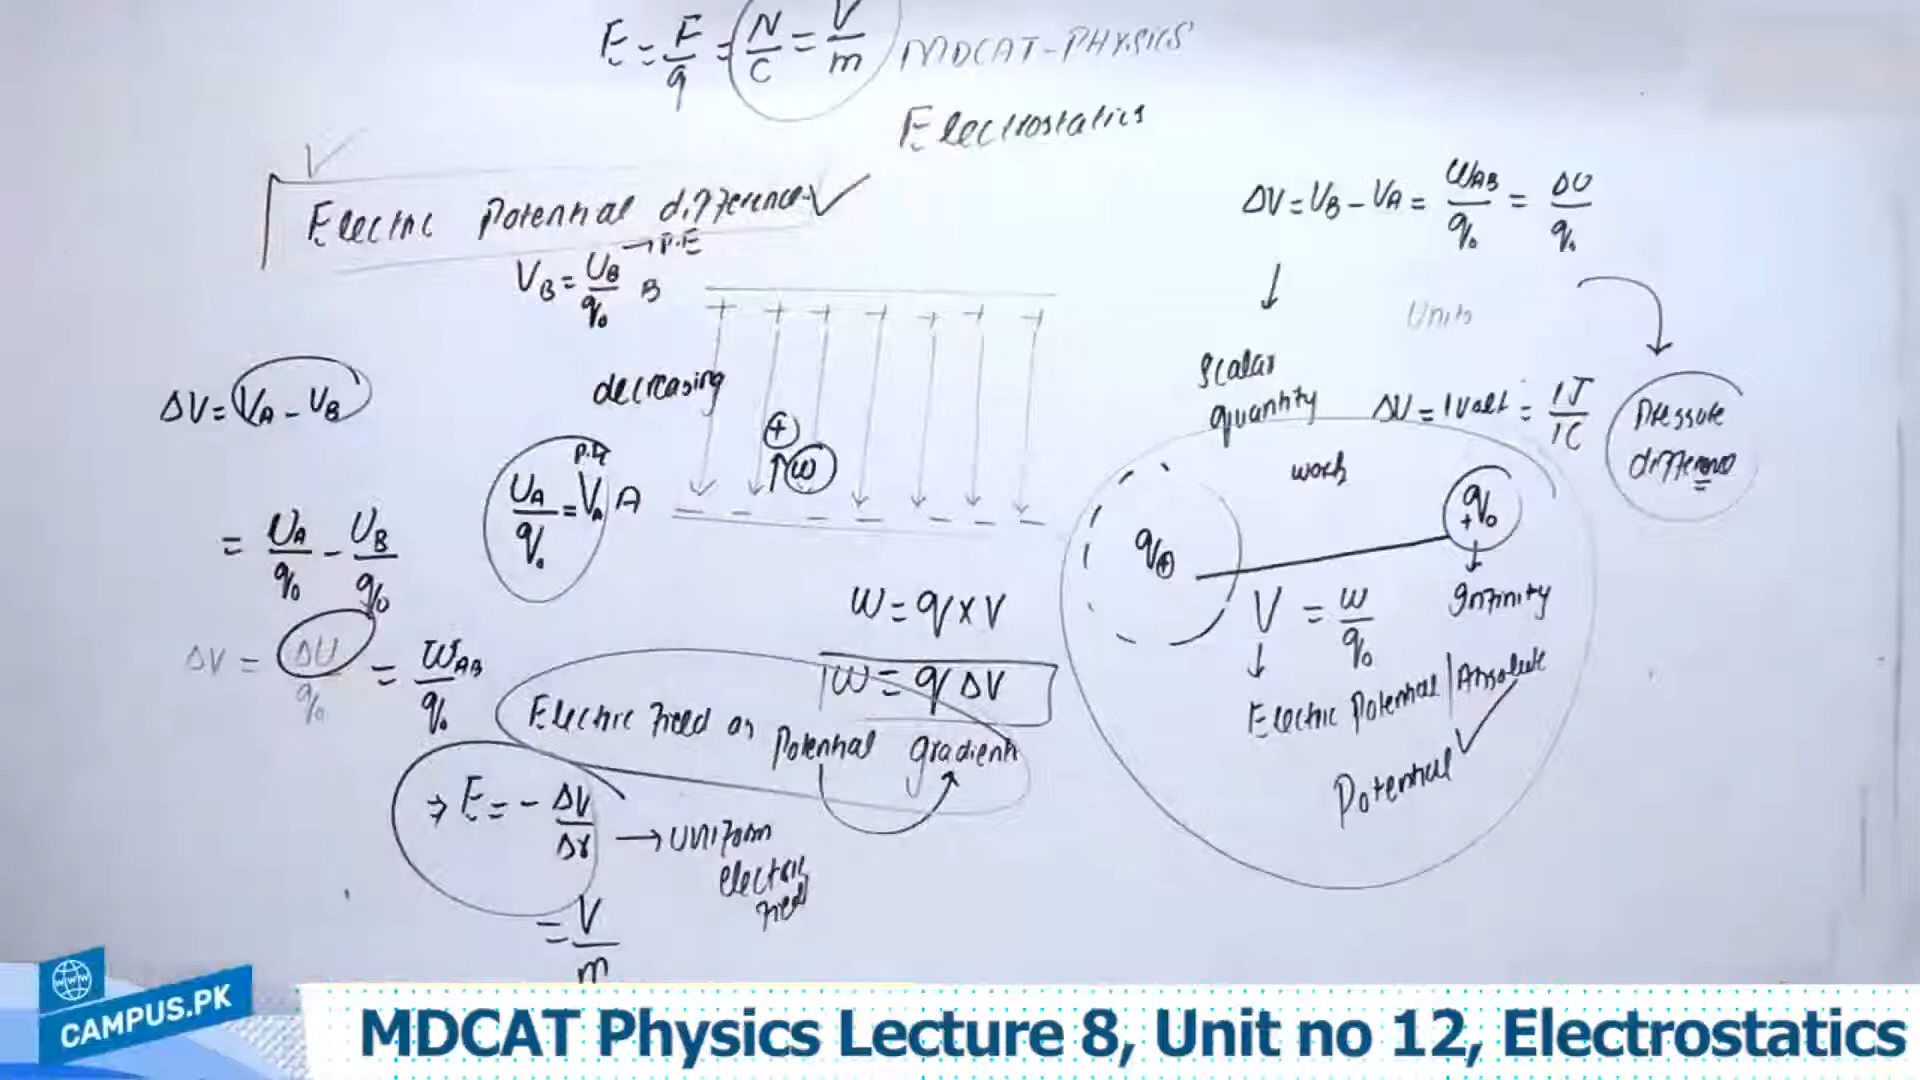 E = F/q = N/C = V/m
MDCAT-PHYSICS
Electrostatics
Electric Potential difference
V_B = U_B/q₀ → P.E
B
+ + + + + + +
decreasing
ΔV = V_A - V_B
= U_A/q₀ - U_B/q₀
ΔV = ΔU/q₀ = W_AB/q₀
U_A/q₀ = V_A
A
+
↑ W
- - - - - - -
W = q × V
W = q ΔV
Electric Field as Potential gradient
⇒ E = - ΔV/Δr → Uniform
electric
field
= V/m
ΔV = V_B - V_A = W_AB/q₀ = ΔU/q₀
↓
Units
Scalar
quantity
ΔV = 1 volt = 1J/1C
Pressure
difference
work
q +
+q₀
↓
Infinity
V = W/q₀
↓
Electric Potential / Absolute
Potential
WWW
CAMPUS.PK
MDCAT Physics Lecture 8, Unit no 12, Electrostatics